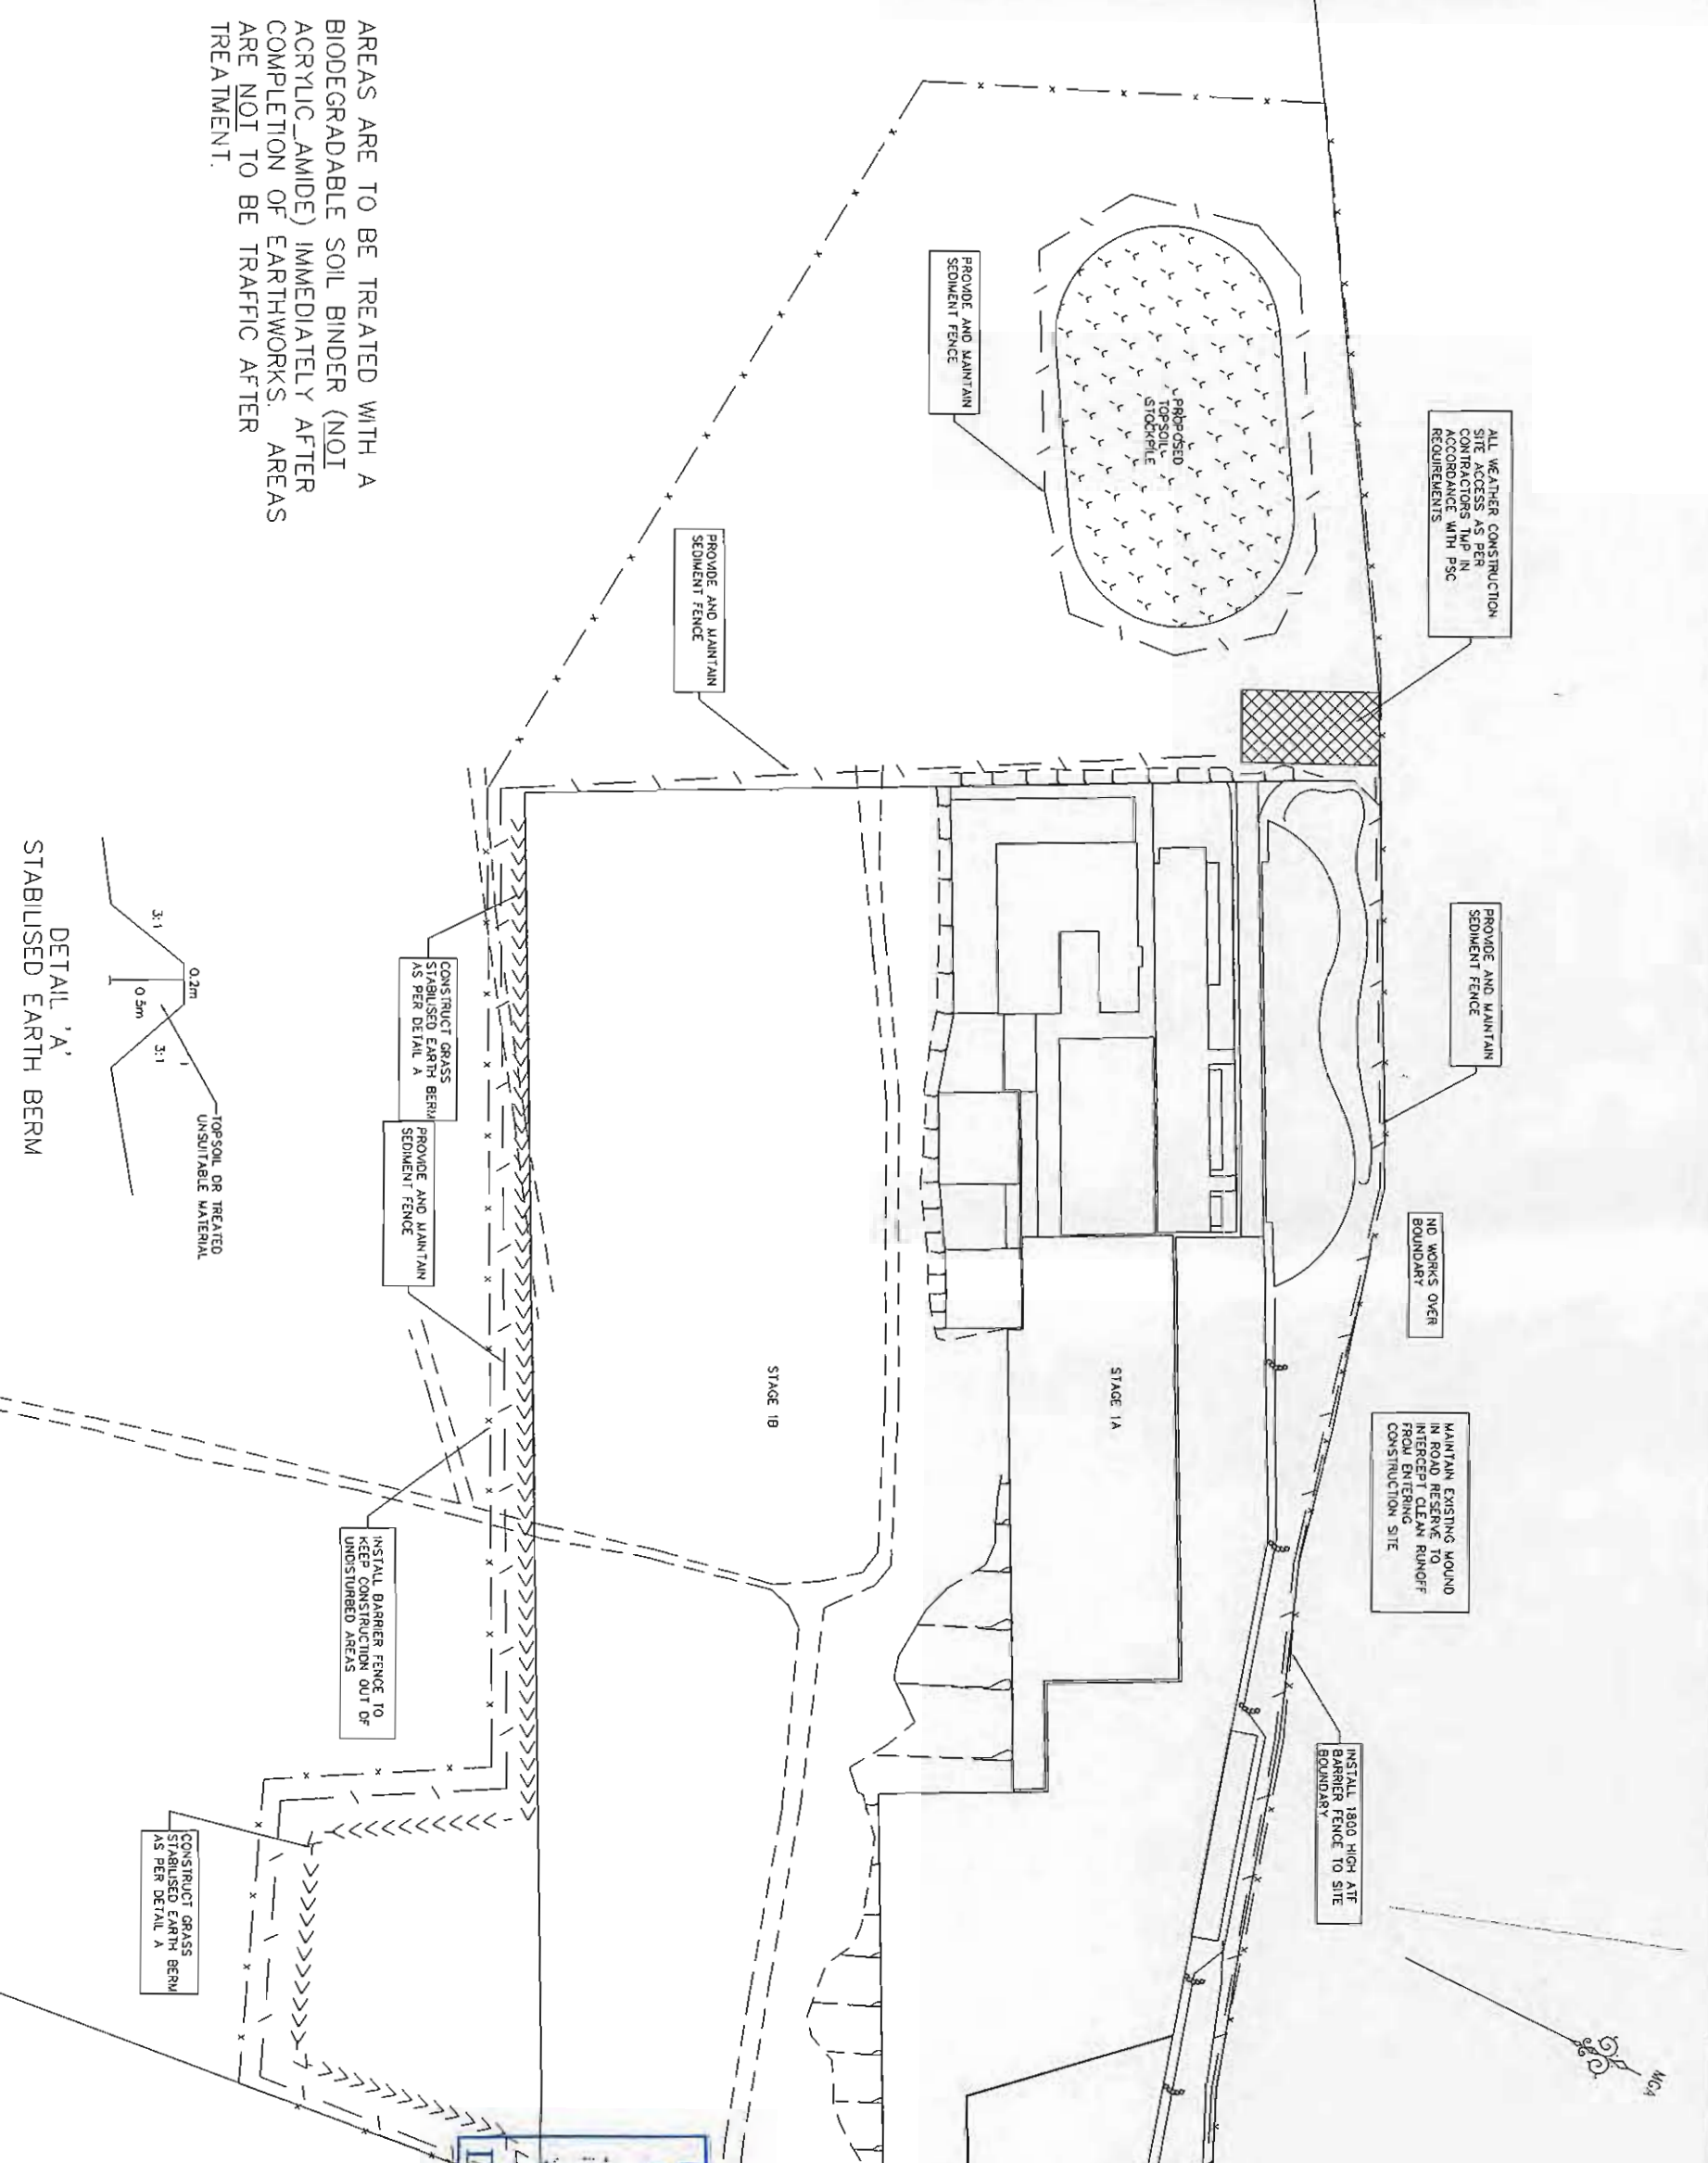 ALL WEATHER CONSTRUCTION
SITE ACCESS AS PER
CONTRACTORS TMP IN
ACCORDANCE WITH PSC
REQUIREMENTS
PROVIDE AND MAINTAIN
SEDIMENT FENCE
NO WORKS OVER
BOUNDARY
MAINTAIN EXISTING MOUND
IN ROAD RESERVE TO
INTERCEPT CLEAN RUNOFF
FROM ENTERING
CONSTRUCTION SITE
INSTALL 1800 HIGH ATF
BARRIER FENCE TO SITE
BOUNDARY
MGA
PROPOSED
TOPSOIL
STOCKPILE
PROVIDE AND MAINTAIN
SEDIMENT FENCE
STAGE 1A
PROVIDE AND MAINTAIN
SEDIMENT FENCE
STAGE 1B
CONSTRUCT GRASS
STABILISED EARTH BERM
AS PER DETAIL A
PROVIDE AND MAINTAIN
SEDIMENT FENCE
INSTALL BARRIER FENCE TO
KEEP CONSTRUCTION OUT OF
UNDISTURBED AREAS
CONSTRUCT GRASS
STABILISED EARTH BERM
AS PER DETAIL A
AREAS ARE TO BE TREATED WITH A
BIODEGRADABLE SOIL BINDER (NOT
ACRYLIC_AMIDE) IMMEDIATELY AFTER
COMPLETION OF EARTHWORKS. AREAS
ARE NOT TO BE TRAFFIC AFTER
TREATMENT.
0.2m
3:1
3:1
0.5m
TOPSOIL OR TREATED
UNSUITABLE MATERIAL
DETAIL 'A'
STABILISED EARTH BERM